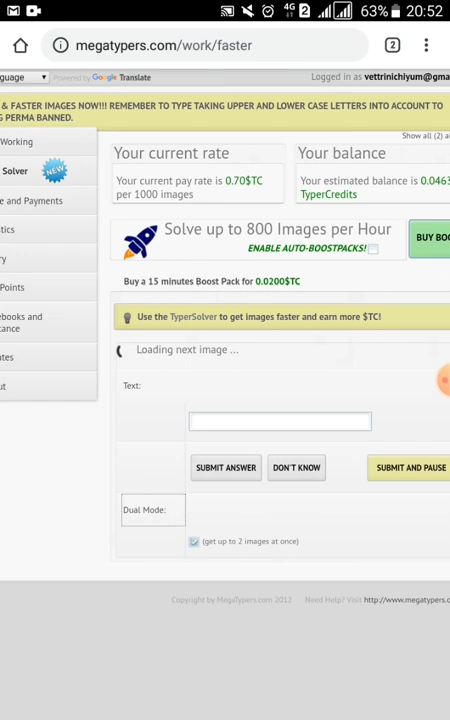 4G 2 63% 20:52
megatypers.com/work/faster 2
guage Powered by Google Translate Logged in as vettrinichiyum@gma
& FASTER IMAGES NOW!!! REMEMBER TO TYPE TAKING UPPER AND LOWER CASE LETTERS INTO ACCOUNT TO
G PERMA BANNED.
Show all (2) a
Working
Solver NEW
e and Payments
stics
ry
Points
ebooks and
tance
ates
ut
Your current rate
Your current pay rate is 0.70$TC
per 1000 images
Your balance
Your estimated balance is 0.0463
TyperCredits
Solve up to 800 Images per Hour
ENABLE AUTO-BOOSTPACKS!
BUY BOO
Buy a 15 minutes Boost Pack for 0.0200$TC
Use the TyperSolver to get images faster and earn more $TC!
Loading next image ...
Text:
SUBMIT ANSWER DON'T KNOW SUBMIT AND PAUSE
Dual Mode:
(get up to 2 images at once)
Copyright by MegaTypers.com 2012 Need Help? Visit http://www.megatypers.c